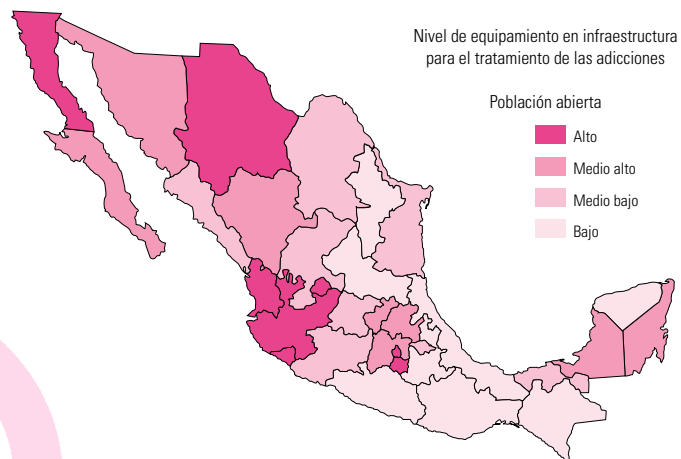 Nivel de equipamiento en infraestructura
para el tratamiento de las adicciones
Población abierta
Alto
Medio alto
Medio bajo
Bajo